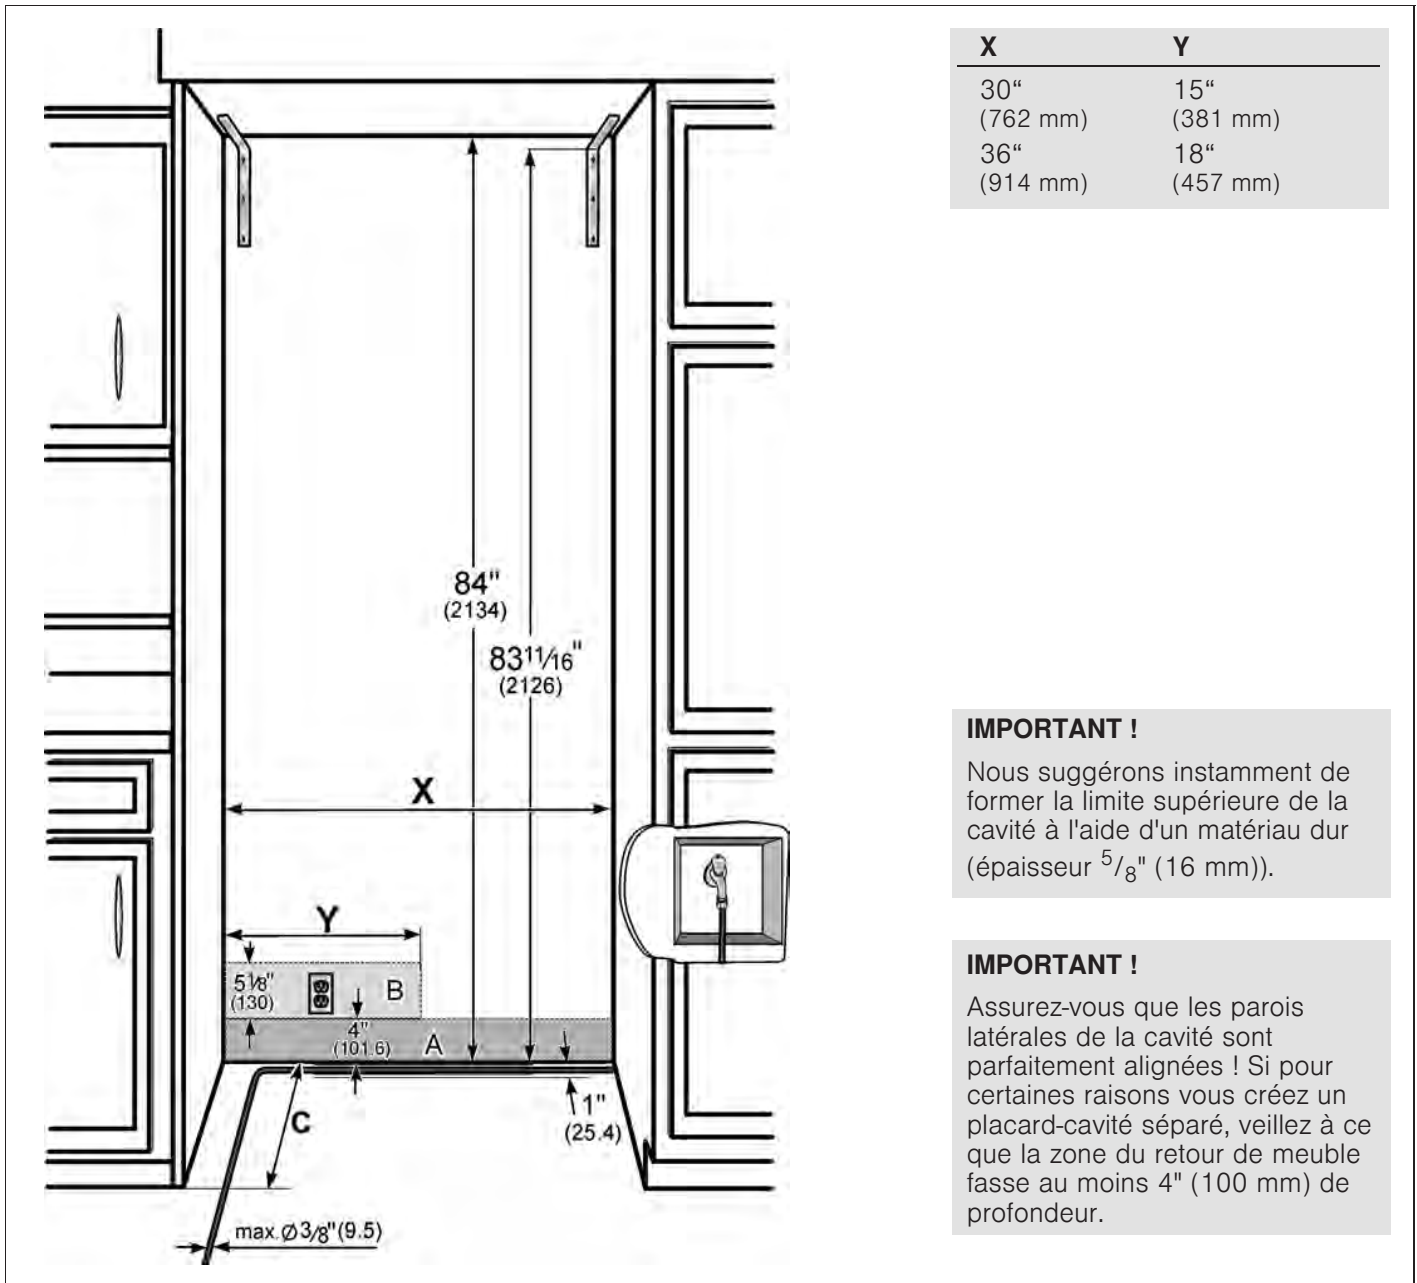 X Y
30“ 15“
(762 mm) (381 mm)
36“ 18“
(914 mm) (457 mm)
84"
(2134)
83 11/16"
(2126)
X
Y
5 1/8"
(130)
B
4"
(101.6)
A
C
1"
(25.4)
max. Ø 3/8" (9.5)
IMPORTANT !
Nous suggérons instamment de
former la limite supérieure de la
cavité à l'aide d'un matériau dur
(épaisseur 5/8" (16 mm)).
IMPORTANT !
Assurez-vous que les parois
latérales de la cavité sont
parfaitement alignées ! Si pour
certaines raisons vous créez un
placard-cavité séparé, veillez à ce
que la zone du retour de meuble
fasse au moins 4" (100 mm) de
profondeur.